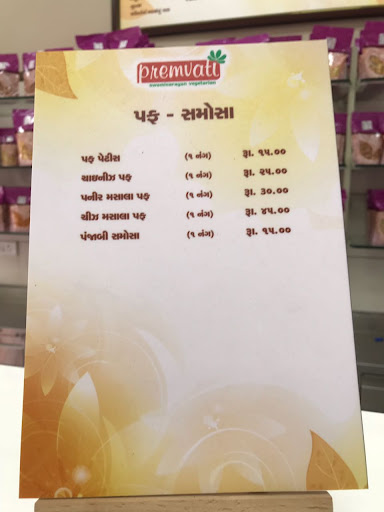 premvati
swaminarayan vegetarian
પફ - સમોસા
પફ પેટીસ (૧ નંગ) રૂા. ૧૫.૦૦
ચાઇનીઝ પફ (૧ નંગ) રૂા. ૨૫.૦૦
પનીર મસાલા પફ (૧ નંગ) રૂા. ૩૦.૦૦
ચીઝ મસાલા પફ (૧ નંગ) રૂા. ૪૫.૦૦
પંજાબી સમોસા (૧ નંગ) રૂા. ૧૫.૦૦